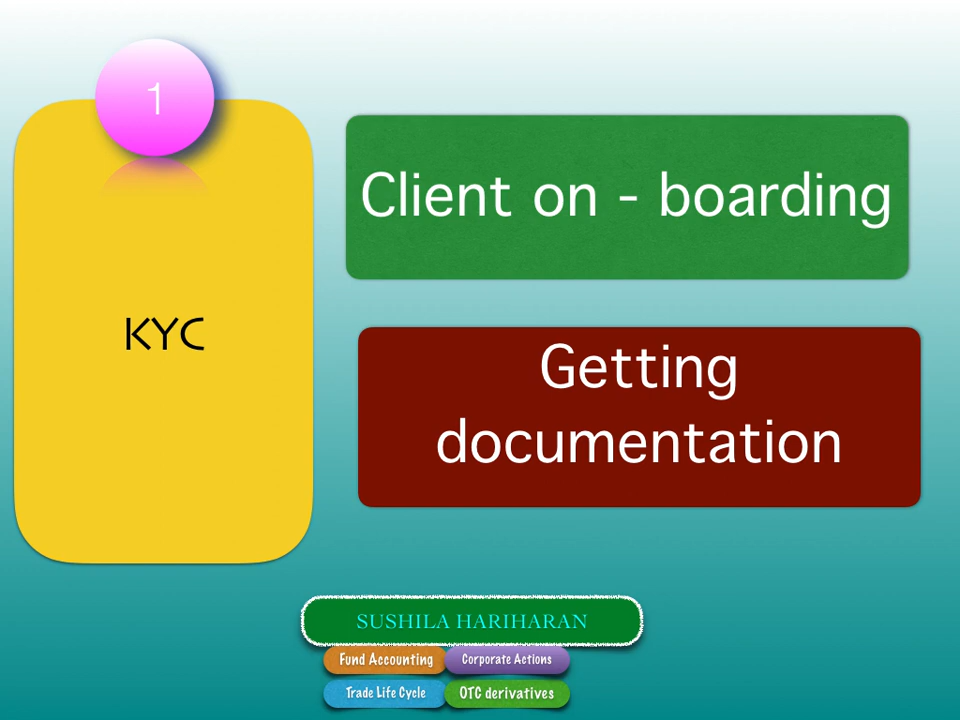 1
KYC
Client on - boarding
Getting
documentation
SUSHILA HARIHARAN
Fund Accounting
Corporate Actions
Trade Life Cycle
OTC derivatives